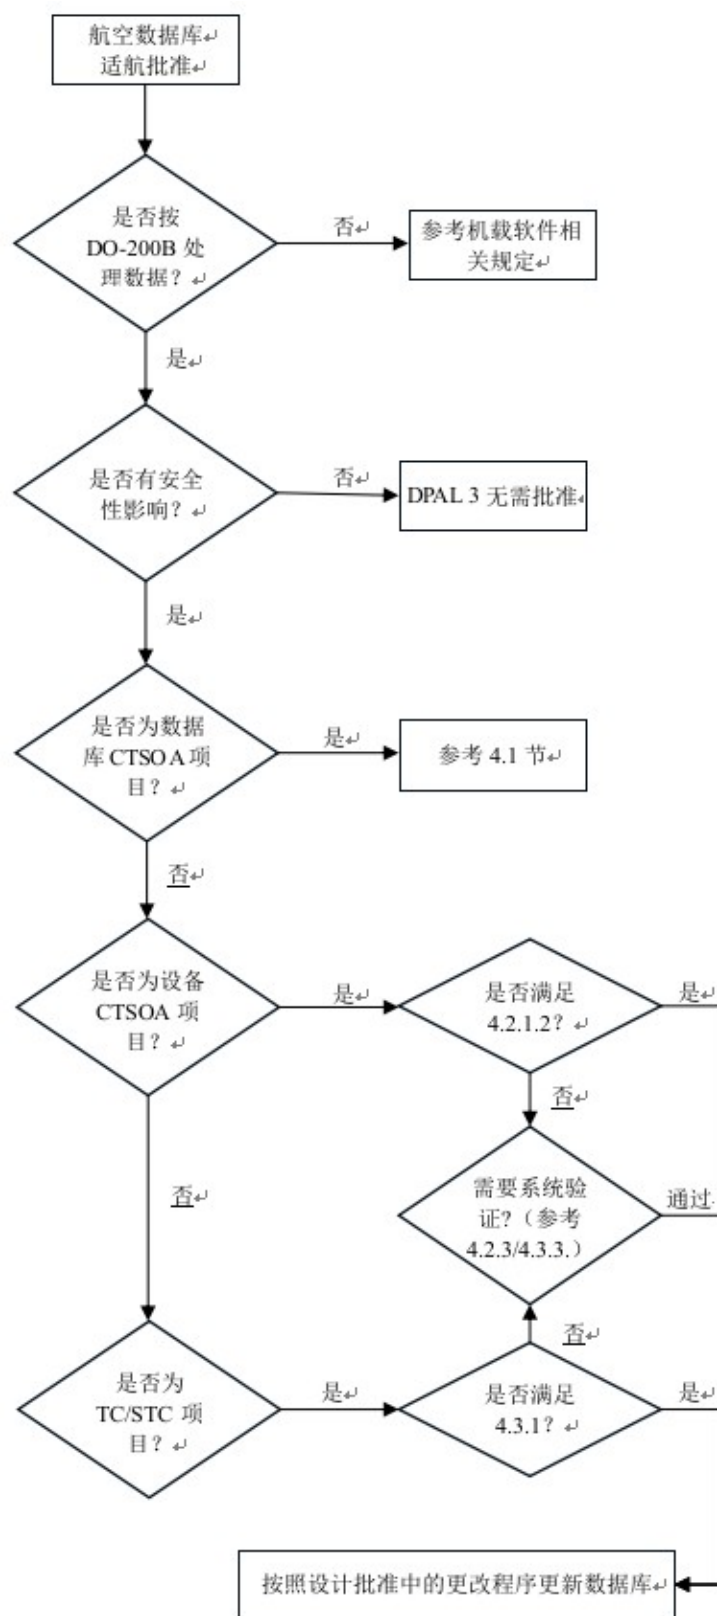 航空数据库
适航批准
是否按
DO-200B 处
理数据？
否
参考机载软件相
关规定
是
是否有安全
性影响？
否
DPAL 3 无需批准
是
是否为数据
库 CTSOA 项
目？
是
参考 4.1 节
否
是否为设备
CTSOA 项
目？
是
是否满足
4.2.1.2？
是
否
需要系统验
证？（参考
4.2.3/4.3.3.）
通过
否
否
是否为
TC/STC 项
目？
是
是否满足
4.3.1？
是
按照设计批准中的更改程序更新数据库